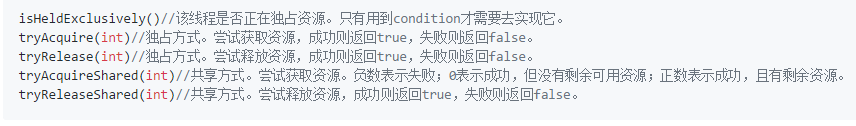 isHeldExclusively()//该线程是否正在独占资源。只有用到condition才需要去实现它。
tryAcquire(int)//独占方式。尝试获取资源，成功则返回true，失败则返回false。
tryRelease(int)//独占方式。尝试释放资源，成功则返回true，失败则返回false。
tryAcquireShared(int)//共享方式。尝试获取资源。负数表示失败；0表示成功，但没有剩余可用资源；正数表示成功，且有剩余资源。
tryReleaseShared(int)//共享方式。尝试释放资源，成功则返回true，失败则返回false。